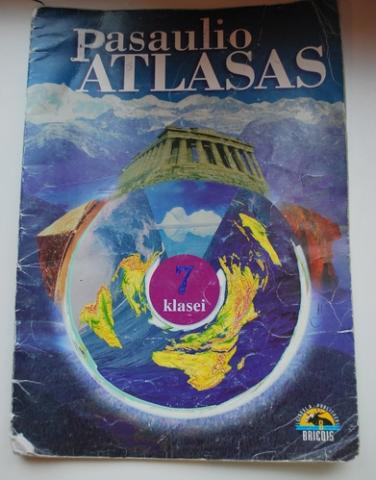 Pasaulio
ATLASAS
7
klasei
BRIEDIS